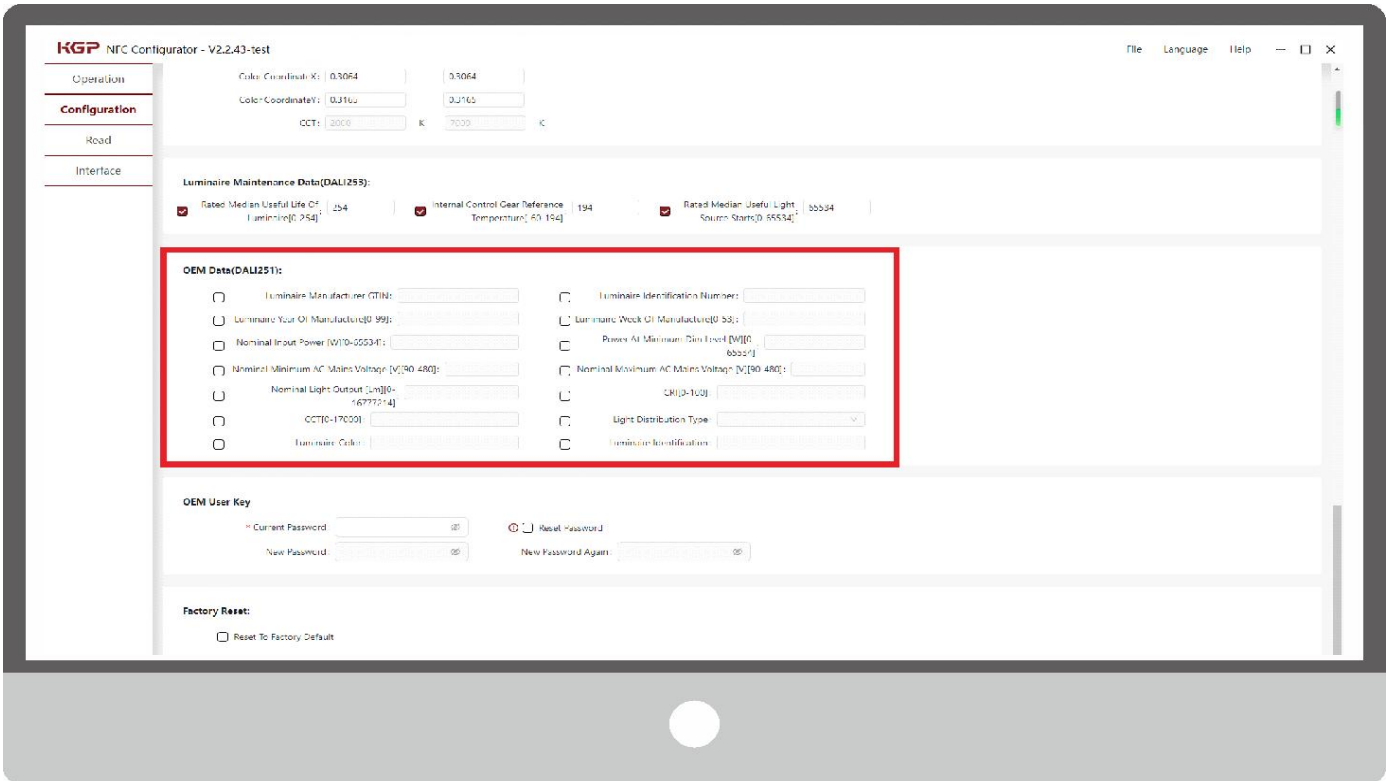 KGP NFC Configurator - V2.2.43-test
File Language Help
Operation
Configuration
Read
Interface
Color CoordinateX: 0.3064 0.3064
Color CoordinateY: 0.3165 0.3165
CCT: 2000 K 7000 K
Luminaire Maintenance Data(DALI253):
Rated Median Useful Life Of Luminaire[0-254]: 254
Internal Control Gear Reference Temperature[-60-194]: 194
Rated Median Useful Light Source Starts[0-65534]: 65534
OEM Data(DALI251):
Luminaire Manufacturer GTIN: Luminaire Identification Number:
Luminaire Year Of Manufacture[0-99]: Luminaire Week Of Manufacture[0-53]:
Nominal Input Power [W][0-65534]: Power At Minimum Dim Level [W][0-65534]
Nominal Minimum AC Mains Voltage [V][90-480]: Nominal Maximum AC Mains Voltage [V][90-480]:
Nominal Light Output [Lm][0-16777214] CRI[0-100]:
CCT[0-17000]: Light Distribution Type:
Luminaire Color: Luminaire Identification:
OEM User Key
* Current Password: Reset Password
New Password: New Password Again:
Factory Reset:
Reset To Factory Default